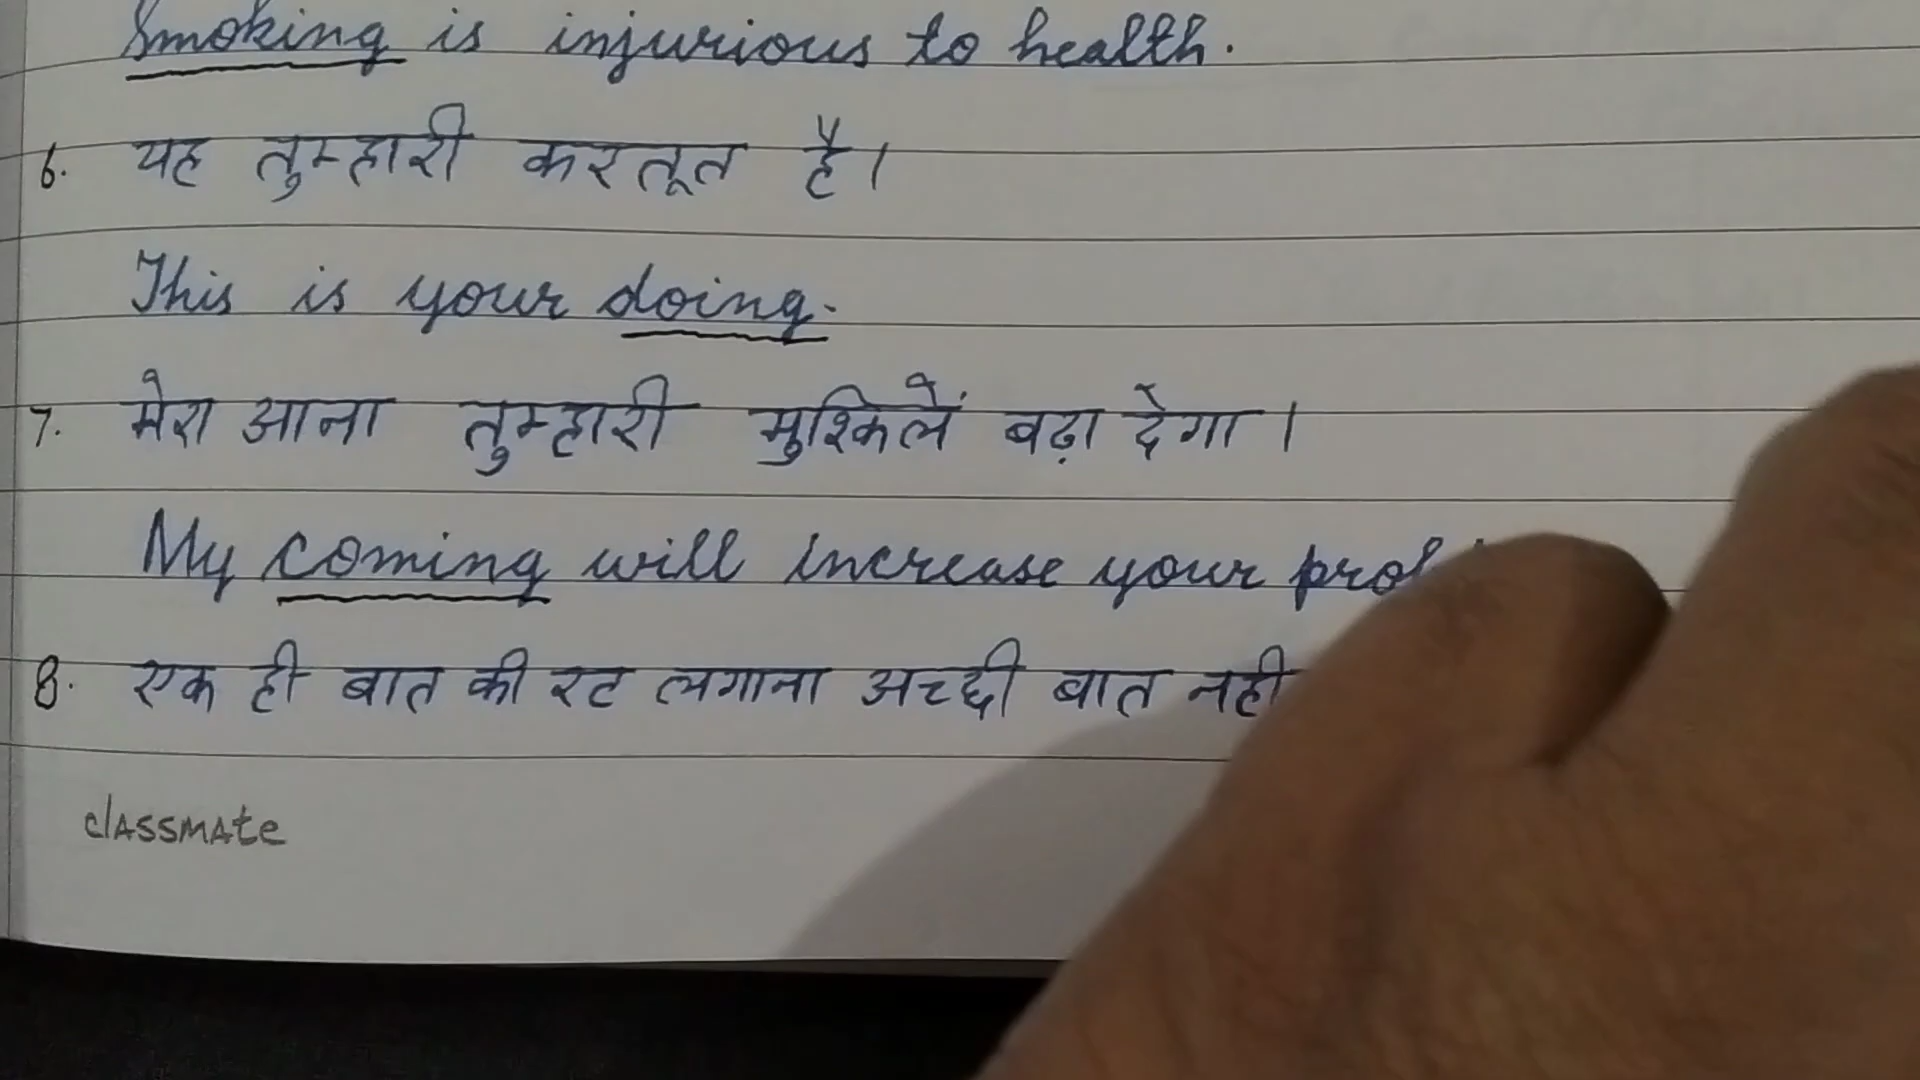 Smoking is injurious to health.
6. यह तुम्हारी करतूत है।
This is your doing.
7. मेरा आना तुम्हारी मुश्किलें बढ़ा देगा।
My coming will increase your
8. एक ही बात की रट लगाना अच्छी बात नही
classmate